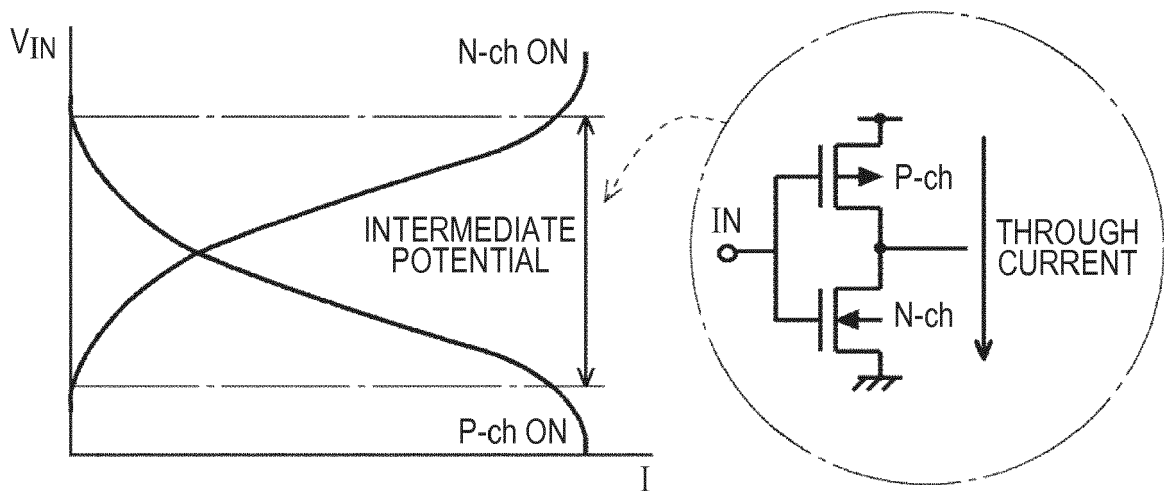 VIN
N-ch ON
INTERMEDIATE
POTENTIAL
P-ch ON
I
IN
P-ch
N-ch
THROUGH
CURRENT